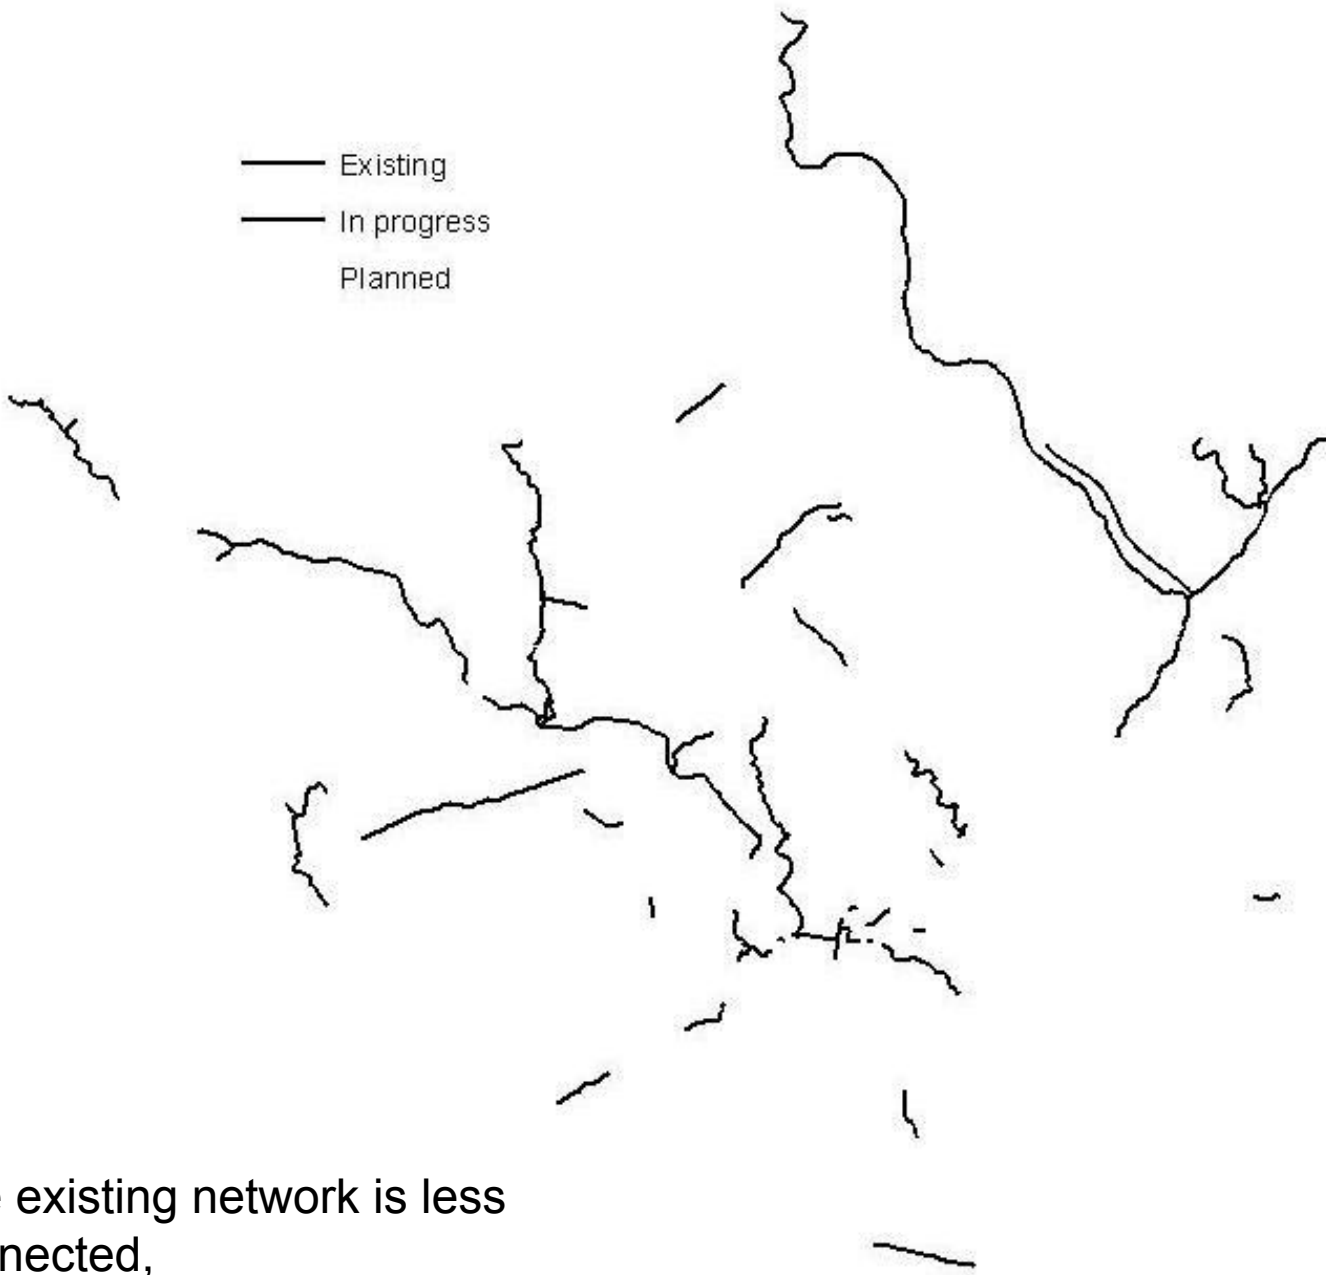 Existing
In progress
Planned
existing network is less
nected,